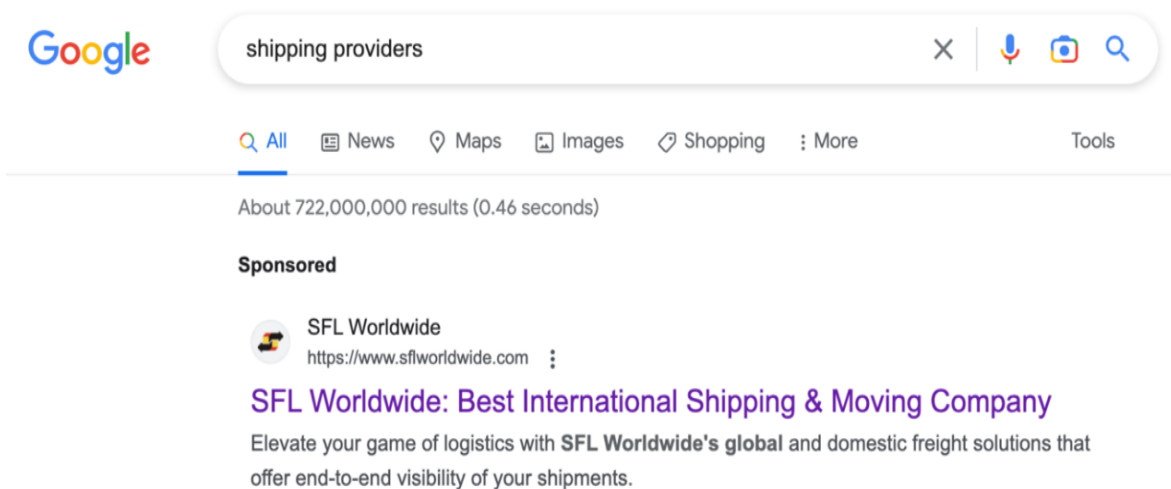 Google
shipping providers
All News Maps Images Shopping More Tools
About 722,000,000 results (0.46 seconds)
Sponsored
SFL Worldwide
https://www.sflworldwide.com
SFL Worldwide: Best International Shipping & Moving Company
Elevate your game of logistics with SFL Worldwide's global and domestic freight solutions that
offer end-to-end visibility of your shipments.